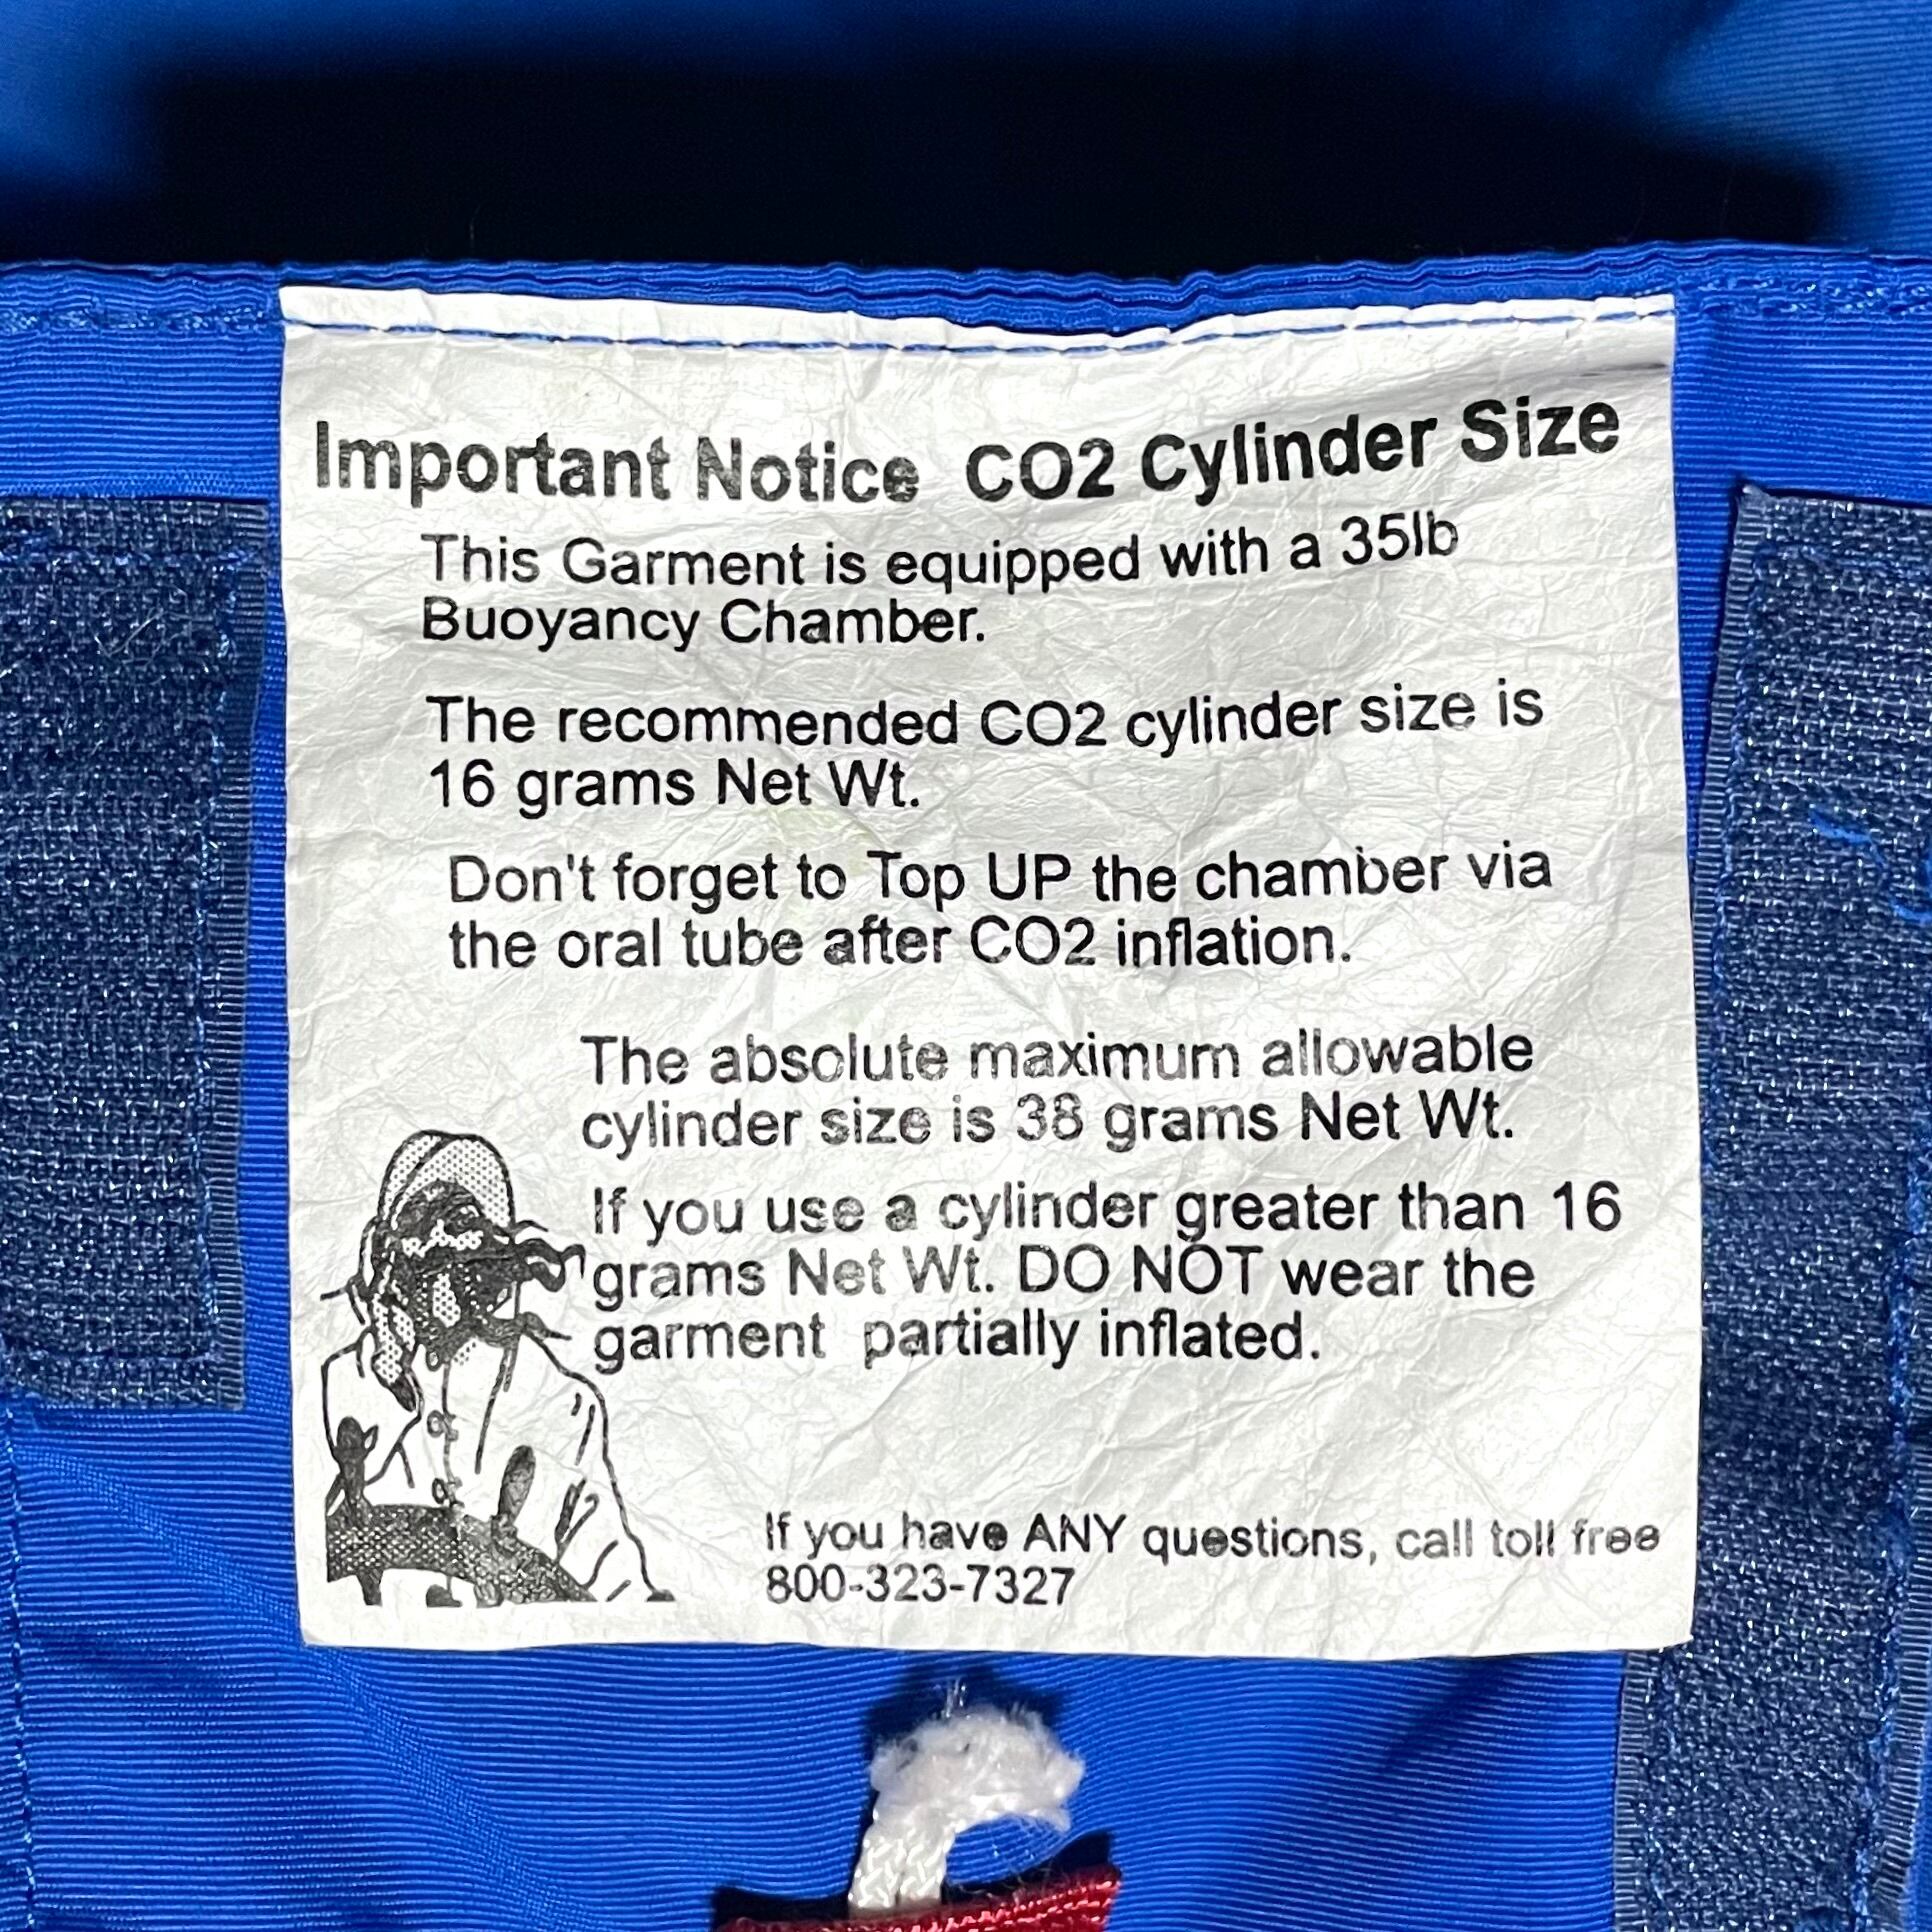 Important Notice CO2 Cylinder Size
This Garment is equipped with a 35lb
Buoyancy Chamber.
The recommended CO2 cylinder size is
16 grams Net Wt.
Don't forget to Top UP the chamber via
the oral tube after CO2 inflation.
The absolute maximum allowable
cylinder size is 38 grams Net Wt.
If you use a cylinder greater than 16
grams Net Wt. DO NOT wear the
garment partially inflated.
If you have ANY questions, call toll free
800-323-7327